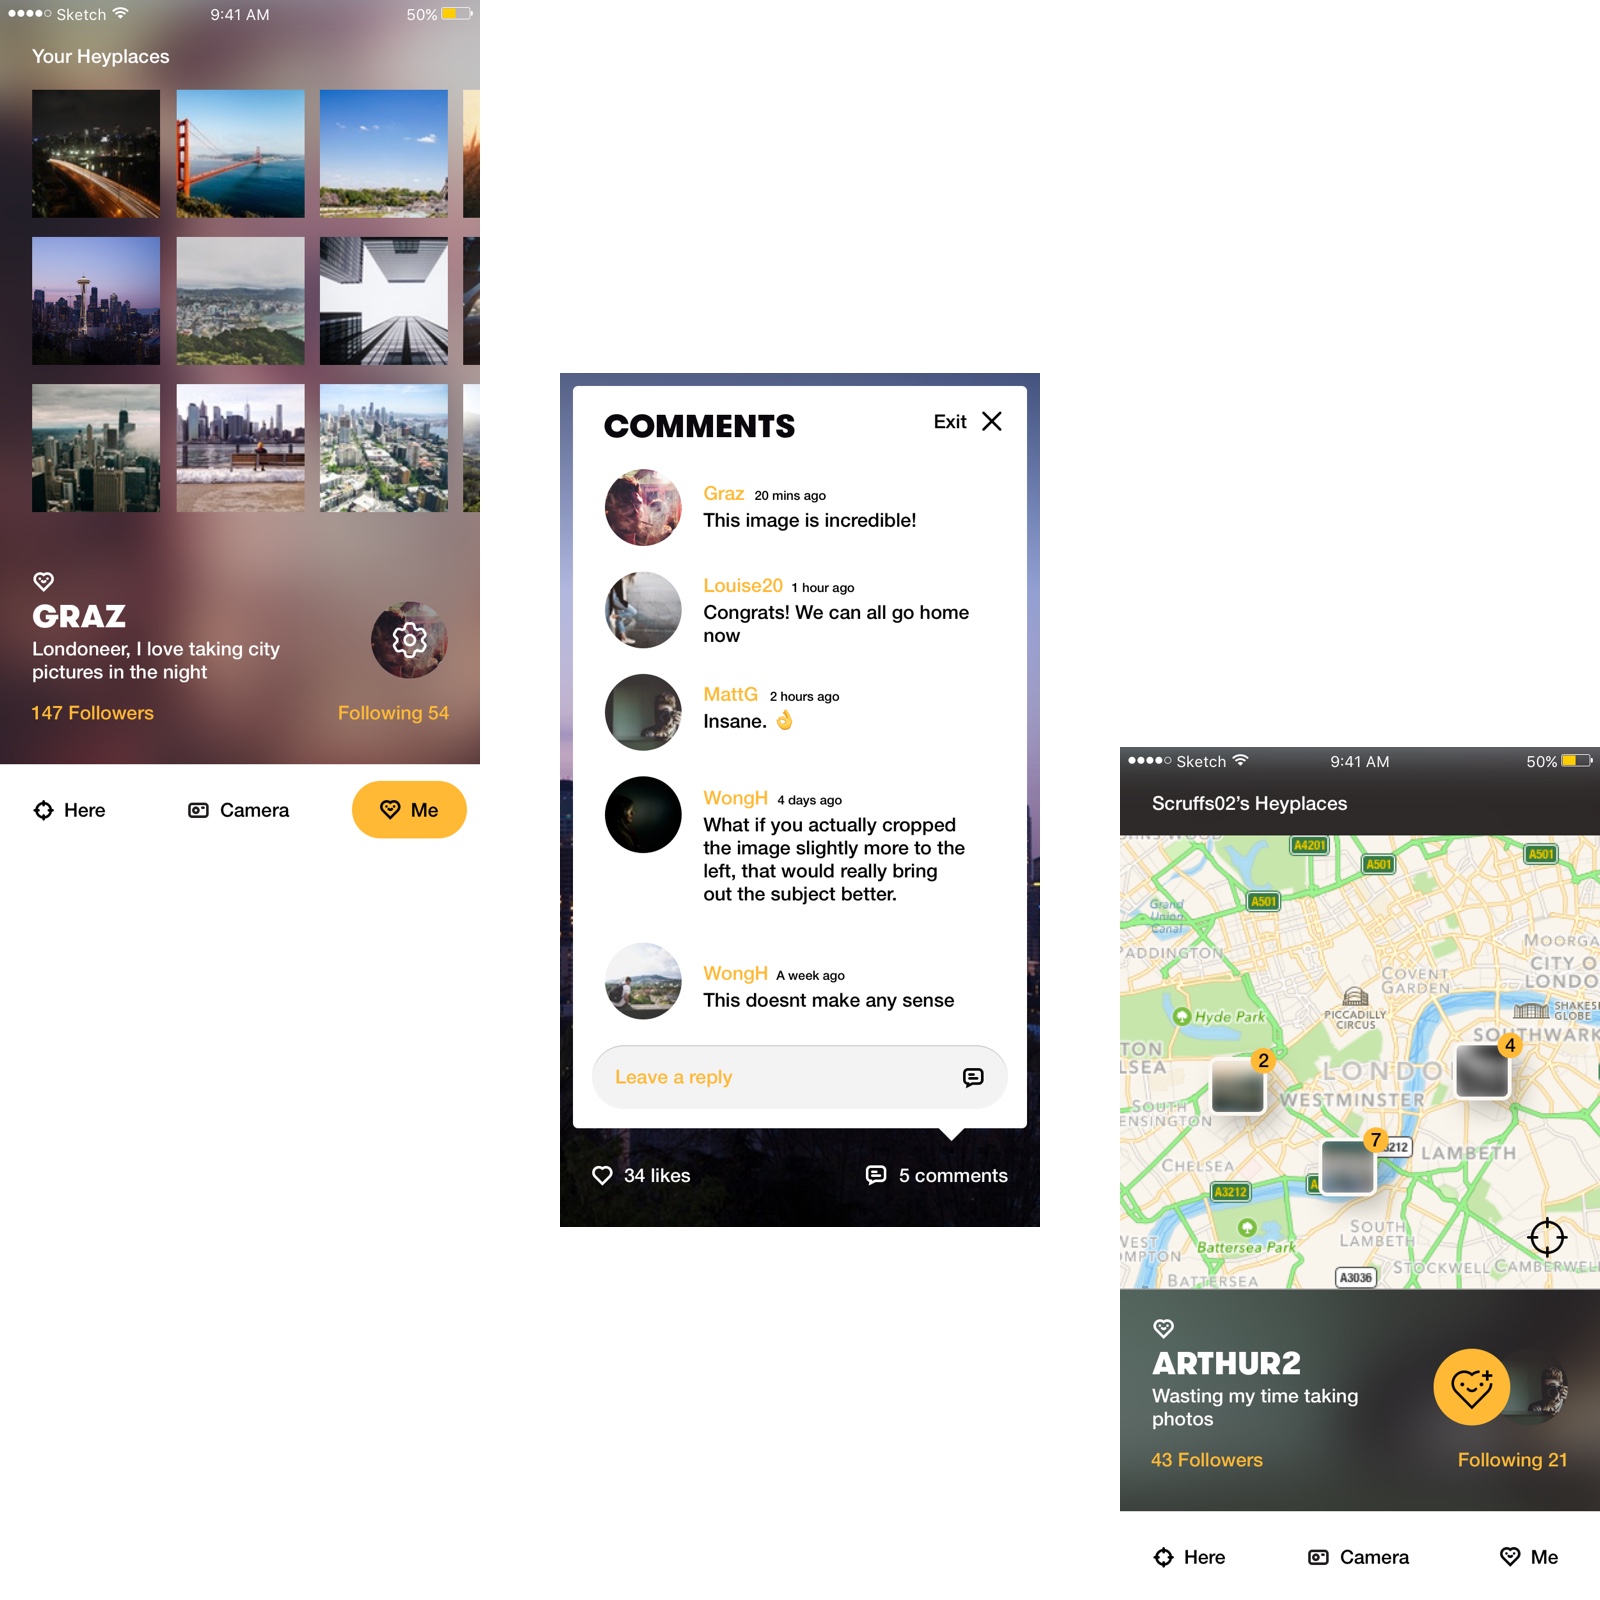 Sketch 9:41 AM 50%
Your Heyplaces
GRAZ
Londoneer, I love taking city
pictures in the night
147 Followers Following 54
Here Camera Me
COMMENTS Exit
Graz 20 mins ago
This image is incredible!
Louise20 1 hour ago
Congrats! We can all go home
now
MattG 2 hours ago
Insane. 👌
WongH 4 days ago
What if you actually cropped
the image slightly more to the
left, that would really bring
out the subject better.
WongH A week ago
This doesnt make any sense
Leave a reply
34 likes 5 comments
Sketch 9:41 AM 50%
Scruffs02’s Heyplaces
A4201
A501
A501
A501
Grand
Union
Canal
PADDINGTON
MOORGA
CITY O
LONDO
COVENT
GARDEN
PICCADILLY
CIRCUS
SHAKES
GLOBE
Hyde Park
SOUTHWARK
TON
LSEA
2
4
LONDO
WESTMINSTER
SOUTH
ENSINGTON
7
3212
LAMBETH
CHELSEA
A3212
A
Battersea Park
SOUTH
LAMBETH
WEST
OMPTON
STOCKWELL
CAMBERWEL
BATTERSEA
A3036
ARTHUR2
Wasting my time taking
photos
43 Followers Following 21
Here Camera Me